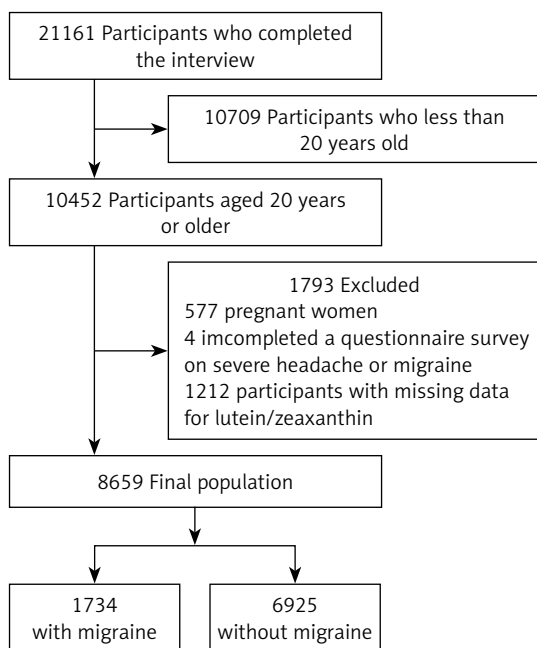 21161 Participants who completed
the interview
10709 Participants who less than
20 years old
10452 Participants aged 20 years
or older
1793 Excluded
577 pregnant women
4 imcompleted a questionnaire survey
on severe headache or migraine
1212 participants with missing data
for lutein/zeaxanthin
8659 Final population
1734
with migraine
6925
without migraine